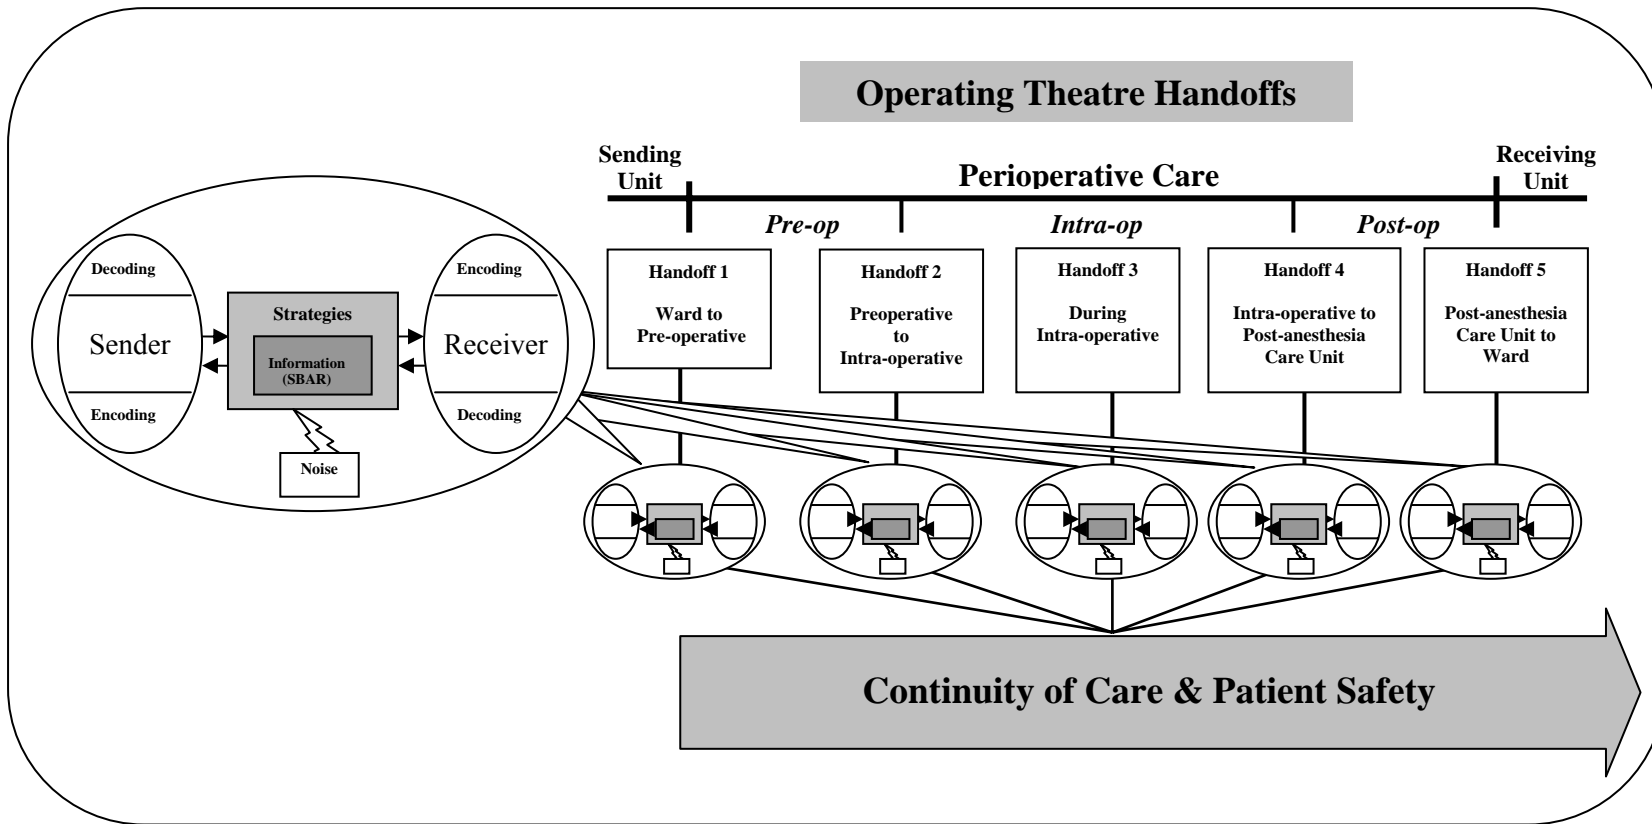 Operating Theatre Handoffs
Sending
Unit
Perioperative Care
Receiving
Unit
Pre-op
Intra-op
Post-op
Decoding
Sender
Encoding
Strategies
Information
(SBAR)
Noise
Encoding
Receiver
Decoding
Handoff 1
Ward to
Pre-operative
Handoff 2
Preoperative
to
Intra-operative
Handoff 3
During
Intra-operative
Handoff 4
Intra-operative to
Post-anesthesia
Care Unit
Handoff 5
Post-anesthesia
Care Unit to
Ward
Continuity of Care & Patient Safety